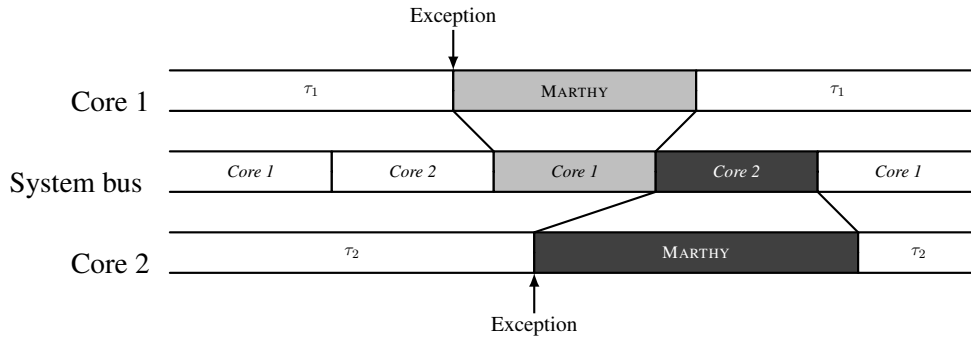 Exception
Core 1 τ1 MARTHY τ1
System bus Core 1 Core 2 Core 1 Core 2 Core 1
Core 2 τ2 MARTHY τ2
Exception